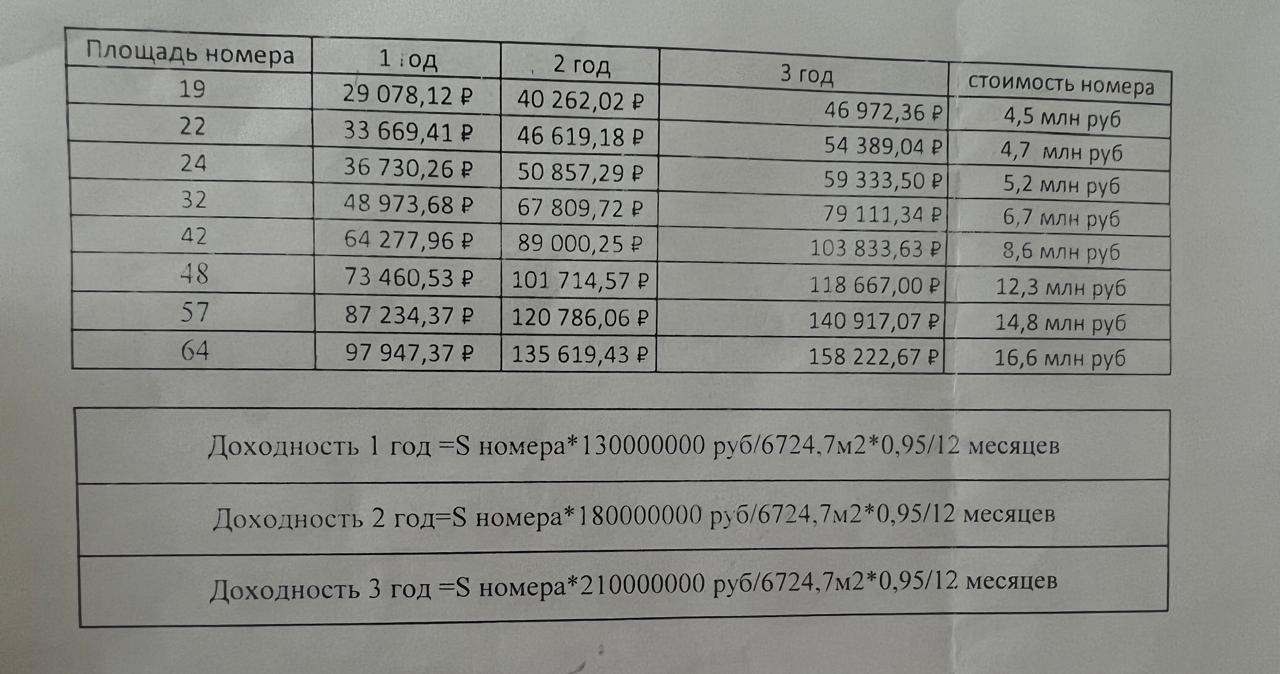 Площадь номера 1 год 2 год 3 год стоимость номера
19 29 078,12 ₽ 40 262,02 ₽ 46 972,36 ₽ 4,5 млн руб
22 33 669,41 ₽ 46 619,18 ₽ 54 389,04 ₽ 4,7 млн руб
24 36 730,26 ₽ 50 857,29 ₽ 59 333,50 ₽ 5,2 млн руб
32 48 973,68 ₽ 67 809,72 ₽ 79 111,34 ₽ 6,7 млн руб
42 64 277,96 ₽ 89 000,25 ₽ 103 833,63 ₽ 8,6 млн руб
48 73 460,53 ₽ 101 714,57 ₽ 118 667,00 ₽ 12,3 млн руб
57 87 234,37 ₽ 120 786,06 ₽ 140 917,07 ₽ 14,8 млн руб
64 97 947,37 ₽ 135 619,43 ₽ 158 222,67 ₽ 16,6 млн руб
Доходность 1 год =S номера*130000000 руб/6724,7м2*0,95/12 месяцев
Доходность 2 год=S номера*180000000 руб/6724,7м2*0,95/12 месяцев
Доходность 3 год =S номера*210000000 руб/6724,7м2*0,95/12 месяцев